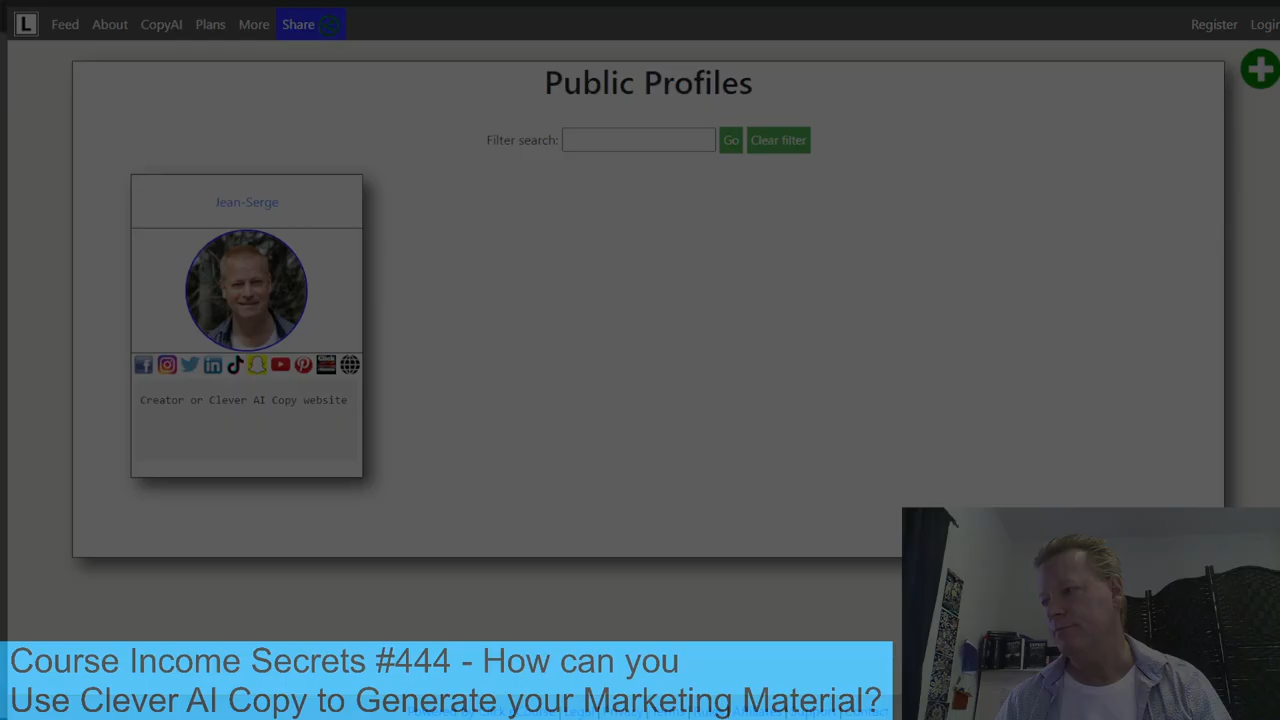 L Feed About CopyAI Plans More Share Register Login
Public Profiles
Filter search: Go Clear filter
Jean-Serge
Creator or Clever AI Copy website
Course Income Secrets #444 - How can you
Use Clever AI Copy to Generate your Marketing Material?